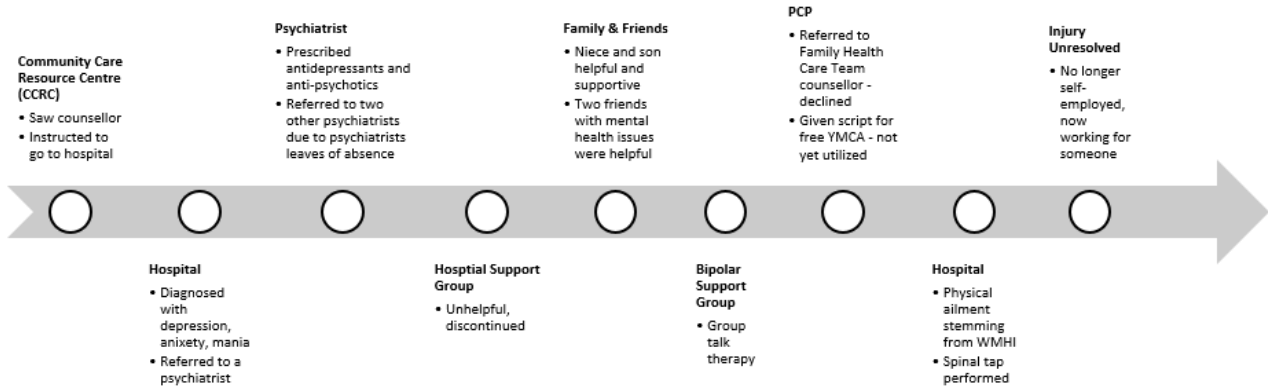 Community Care
Resource Centre
(CCRC)
• Saw counsellor
• Instructed to
go to hospital
Hospital
• Diagnosed
with
depression,
anixety, mania
• Referred to a
psychiatrist
Psychiatrist
• Prescribed
antidepressants and
anti-psychotics
• Referred to two
other psychiatrists
due to psychiatrists
leaves of absence
Hosptial Support
Group
• Unhelpful,
discontinued
Family & Friends
• Niece and son
helpful and
supportive
• Two friends
with mental
health issues
were helpful
Bipolar
Support
Group
• Group
talk
therapy
PCP
• Referred to
Family Health
Care Team
counsellor -
declined
• Given script for
free YMCA - not
yet utilized
Hospital
• Physical
ailment
stemming
from WMHI
• Spinal tap
performed
Injury
Unresolved
• No longer
self-
employed,
now
working for
someone